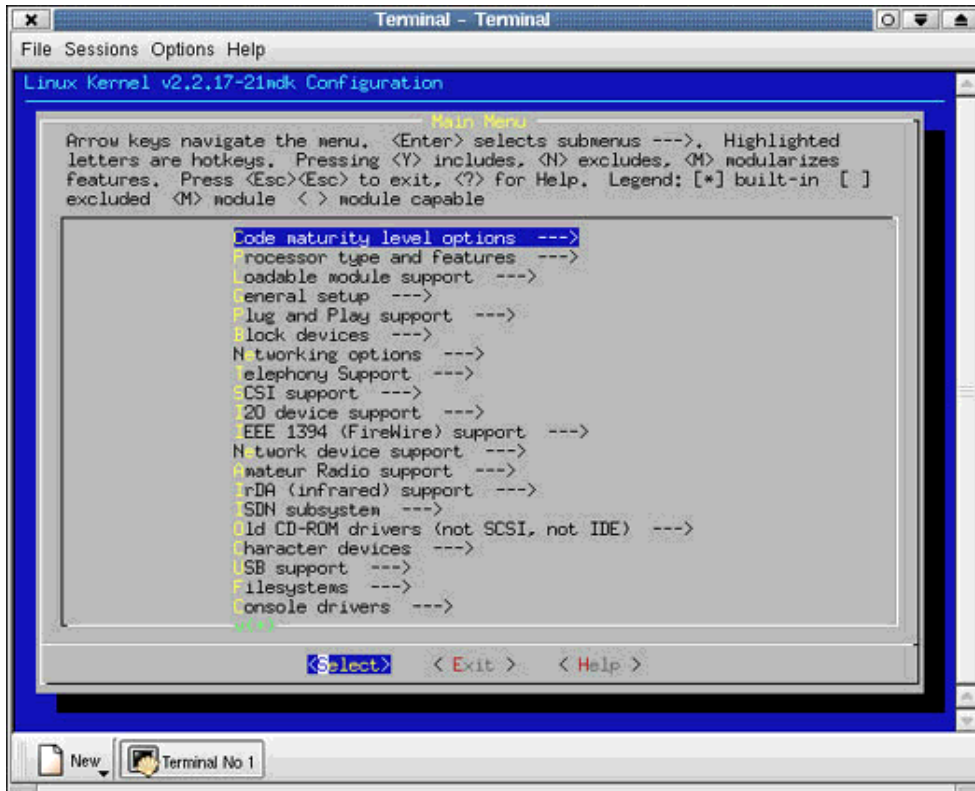 Terminal - Terminal
File Sessions Options Help
Linux Kernel v2.2.17-21mdk Configuration
Main Menu
Arrow keys navigate the menu. <Enter> selects submenus --->. Highlighted
letters are hotkeys. Pressing <Y> includes, <N> excludes, <M> modularizes
features. Press <Esc><Esc> to exit, <?> for Help. Legend: [*] built-in [ ]
excluded <M> module < > module capable
Code maturity level options --->
Processor type and features --->
Loadable module support --->
General setup --->
Plug and Play support --->
Block devices --->
Networking options --->
Telephony Support --->
SCSI support --->
I2O device support --->
IEEE 1394 (FireWire) support --->
Network device support --->
Amateur Radio support --->
IrDA (infrared) support --->
ISDN subsystem --->
Old CD-ROM drivers (not SCSI, not IDE) --->
Character devices --->
USB support --->
Filesystems --->
Console drivers --->
v(+)
<Select> < Exit > < Help >
New Terminal No 1